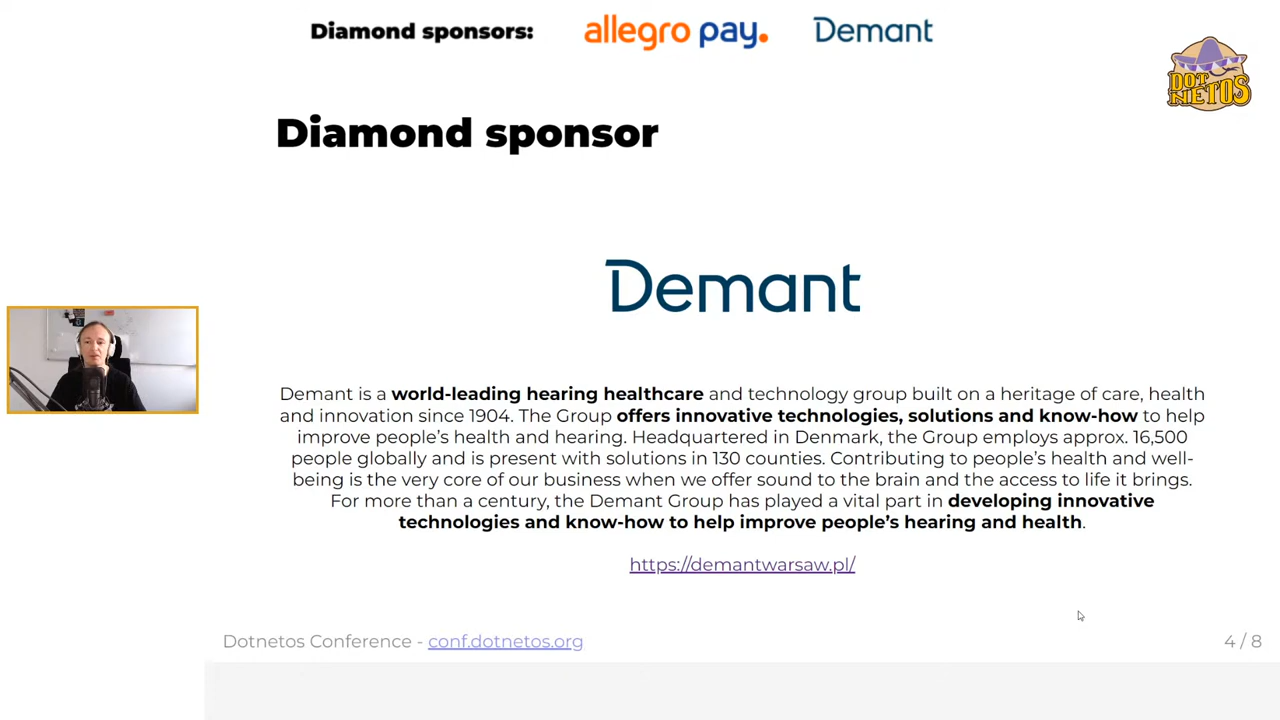 Diamond sponsors: allegro pay. Demant
DOT
NETOS
Diamond sponsor
Demant
Demant is a world-leading hearing healthcare and technology group built on a heritage of care, health
and innovation since 1904. The Group offers innovative technologies, solutions and know-how to help
improve people's health and hearing. Headquartered in Denmark, the Group employs approx. 16,500
people globally and is present with solutions in 130 counties. Contributing to people's health and well-
being is the very core of our business when we offer sound to the brain and the access to life it brings.
For more than a century, the Demant Group has played a vital part in developing innovative
technologies and know-how to help improve people's hearing and health.
https://demantwarsaw.pl/
Dotnetos Conference - conf.dotnetos.org
4 / 8